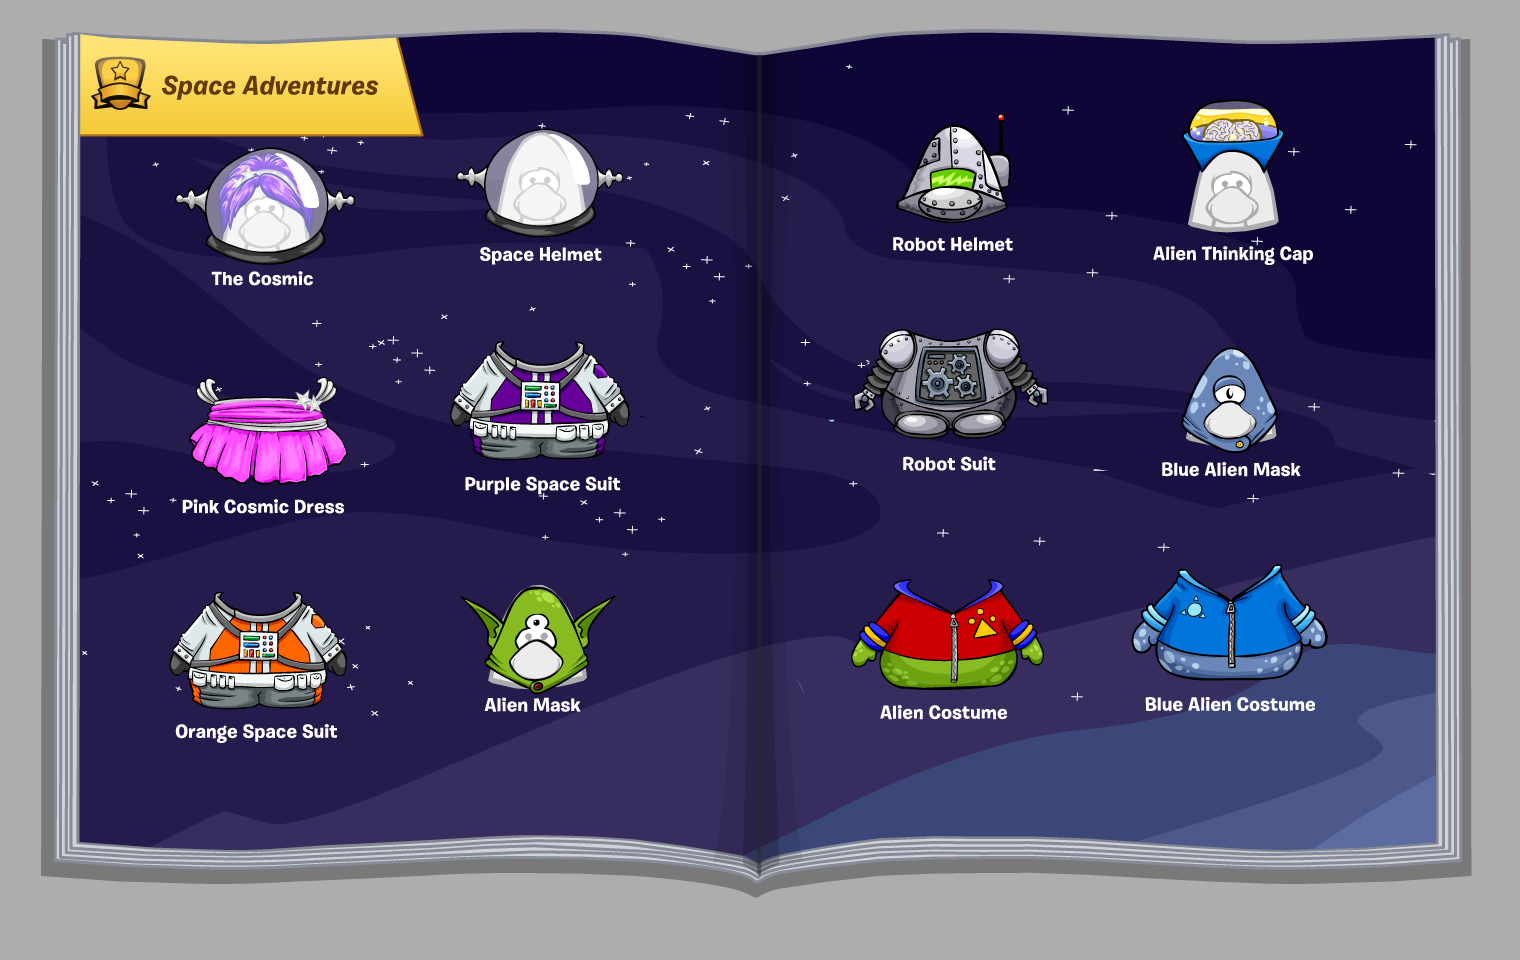 Space Adventures
The Cosmic
Space Helmet
Pink Cosmic Dress
Purple Space Suit
Orange Space Suit
Alien Mask
Robot Helmet
Alien Thinking Cap
Robot Suit
Blue Alien Mask
Alien Costume
Blue Alien Costume